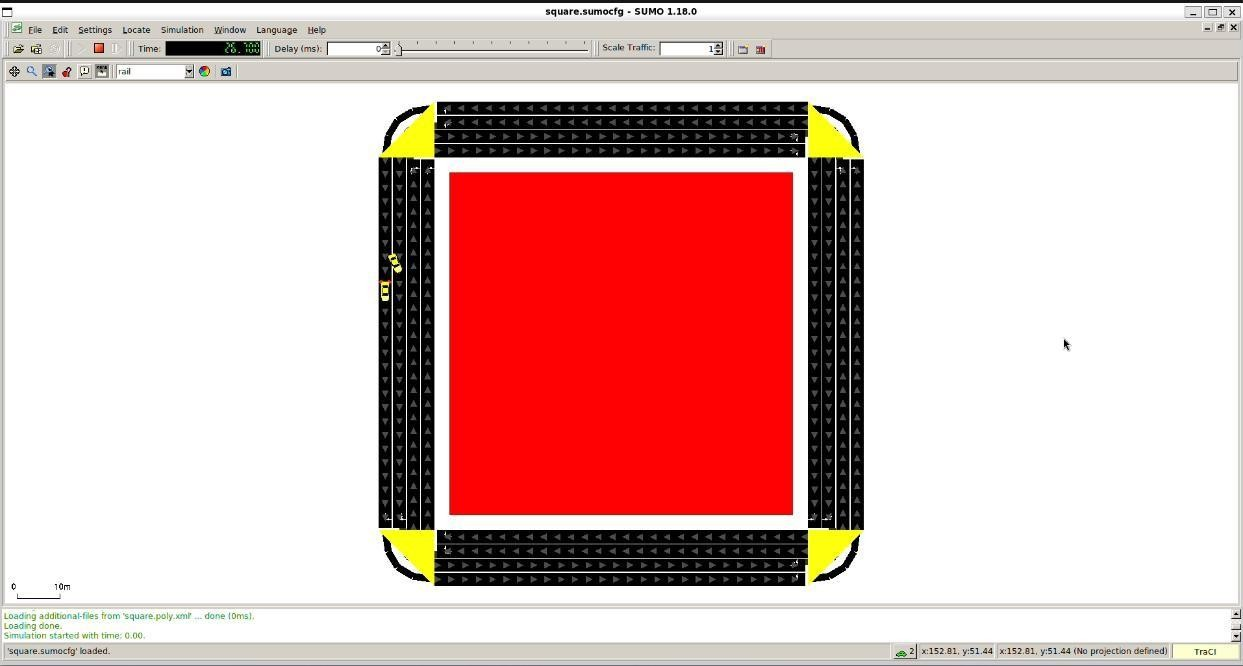 square.sumocfg - SUMO 1.18.0
File Edit Settings Locate Simulation Window Language Help
Time: 26.700 Delay (ms): 0 Scale Traffic: 1
rail
0 10m
Loading additional-files from 'square.poly.xml' ... done (0ms).
Loading done.
Simulation started with time: 0.00.
'square.sumocfg' loaded. 2 x:152.81, y:51.44 x:152.81, y:51.44 (No projection defined) TraCI